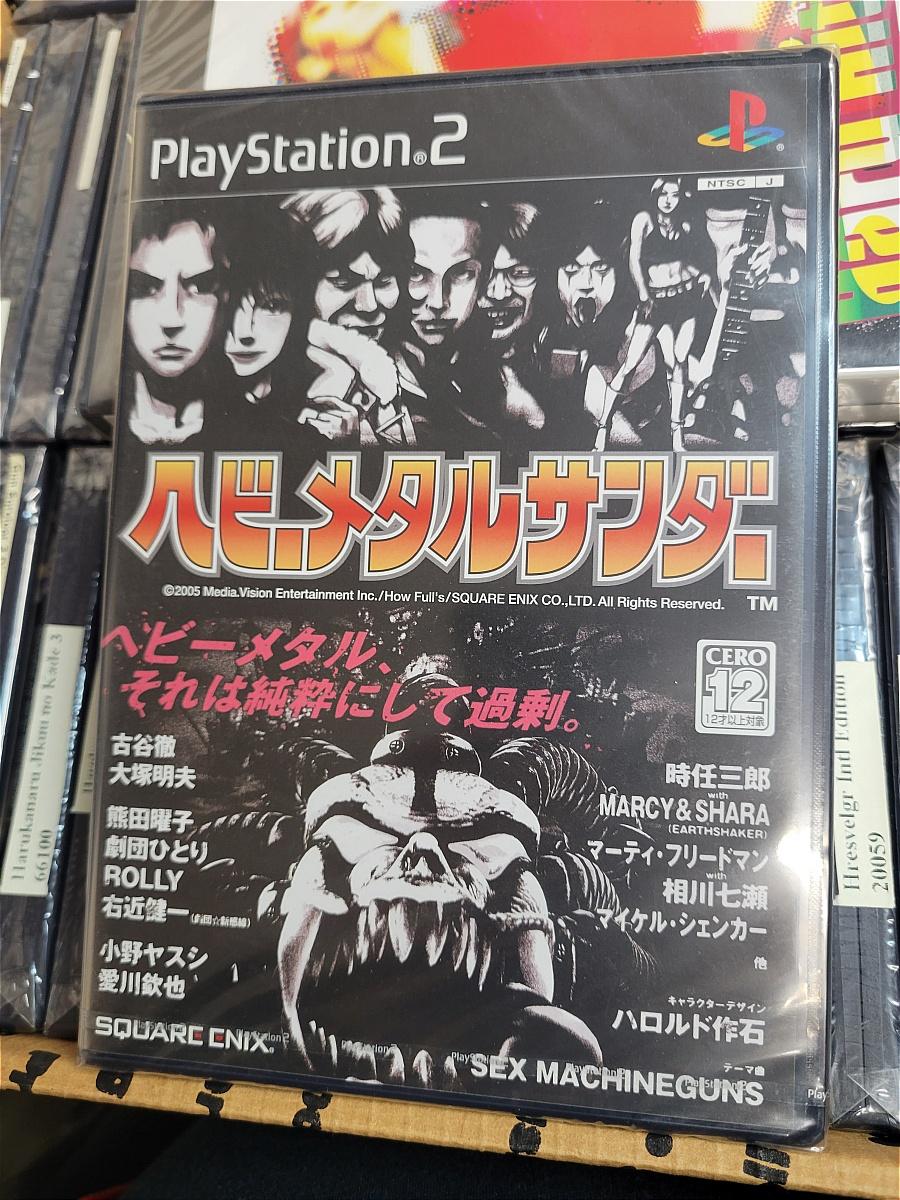 PlayStation®2
NTSC J
ヘビーメタルサンダー
©2005 Media.Vision Entertainment Inc./How Full's/SQUARE ENIX CO.,LTD. All Rights Reserved. TM
ヘビーメタル、
それは純粋にして過剰。
CERO
12
12才以上対象
古谷徹
大塚明夫
熊田曜子
劇団ひとり
ROLLY
右近健一(劇団☆新感線)
小野ヤスシ
愛川欽也
時任三郎
with
MARCY & SHARA
(EARTHSHAKER)
マーティ・フリードマン
with
相川七瀬
マイケル・シェンカー
他
キャラクターデザイン
ハロルド作石
テーマ曲
SEX MACHINEGUNS
SQUARE ENIX®
Harukanaru Jikuu no Kade 3
66100
Hresvelgr Intl Edition
20059